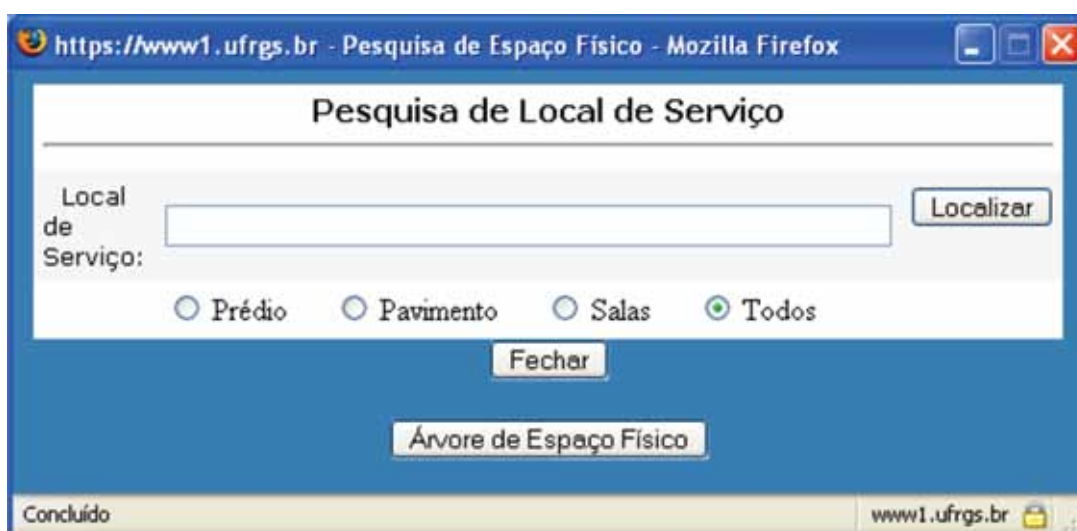 https://www1.ufrgs.br - Pesquisa de Espaço Físico - Mozilla Firefox
Pesquisa de Local de Serviço
Local
de
Serviço:
Localizar
Prédio Pavimento Salas Todos
Fechar
Árvore de Espaço Físico
Concluído www1.ufrgs.br